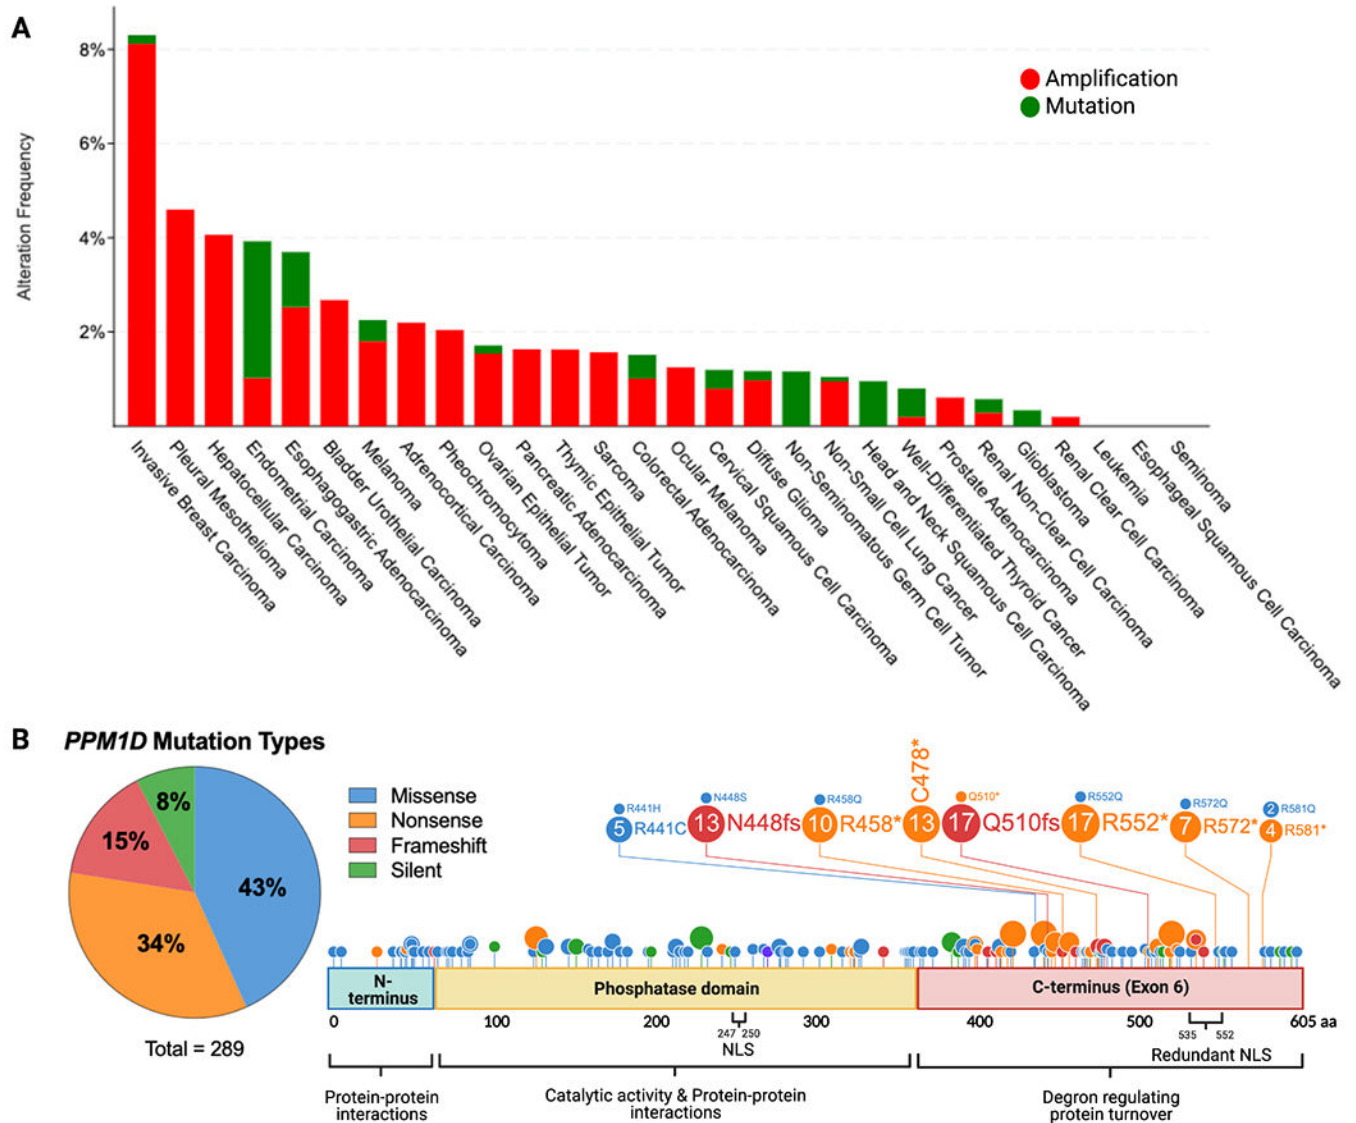 A
8%
6%
4%
2%
Alteration Frequency
Amplification
Mutation
Invasive Breast Carcinoma
Pleural Mesothelioma
Hepatocellular Carcinoma
Endometrial Carcinoma
Esophagogastric Adenocarcinoma
Bladder Urothelial Carcinoma
Melanoma
Adrenocortical Carcinoma
Pheochromocytoma
Ovarian Epithelial Tumor
Pancreatic Adenocarcinoma
Thymic Epithelial Tumor
Sarcoma
Colorectal Adenocarcinoma
Ocular Melanoma
Cervical Squamous Cell Carcinoma
Diffuse Glioma
Non-Seminomatous Germ Cell Tumor
Non-Small Cell Lung Cancer
Head and Neck Squamous Cell Carcinoma
Well-Differentiated Thyroid Cancer
Prostate Adenocarcinoma
Renal Non-Clear Cell Carcinoma
Glioblastoma
Renal Clear Cell Carcinoma
Leukemia
Esophageal Squamous Cell Carcinoma
Seminoma
B
PPM1D Mutation Types
8%
15%
43%
34%
Total = 289
Missense
Nonsense
Frameshift
Silent
R441H
5 R441C
N448S
13 N448fs
R458Q
10 R458*
C478*
13
Q510*
17 Q510fs
R552Q
17 R552*
R572Q
7 R572*
2 R581Q
4 R581*
N-
terminus
Phosphatase domain
C-terminus (Exon 6)
0 100 200 300 400 500 605 aa
247 250
NLS
535 552
Redundant NLS
Protein-protein
interactions
Catalytic activity & Protein-protein
interactions
Degron regulating
protein turnover